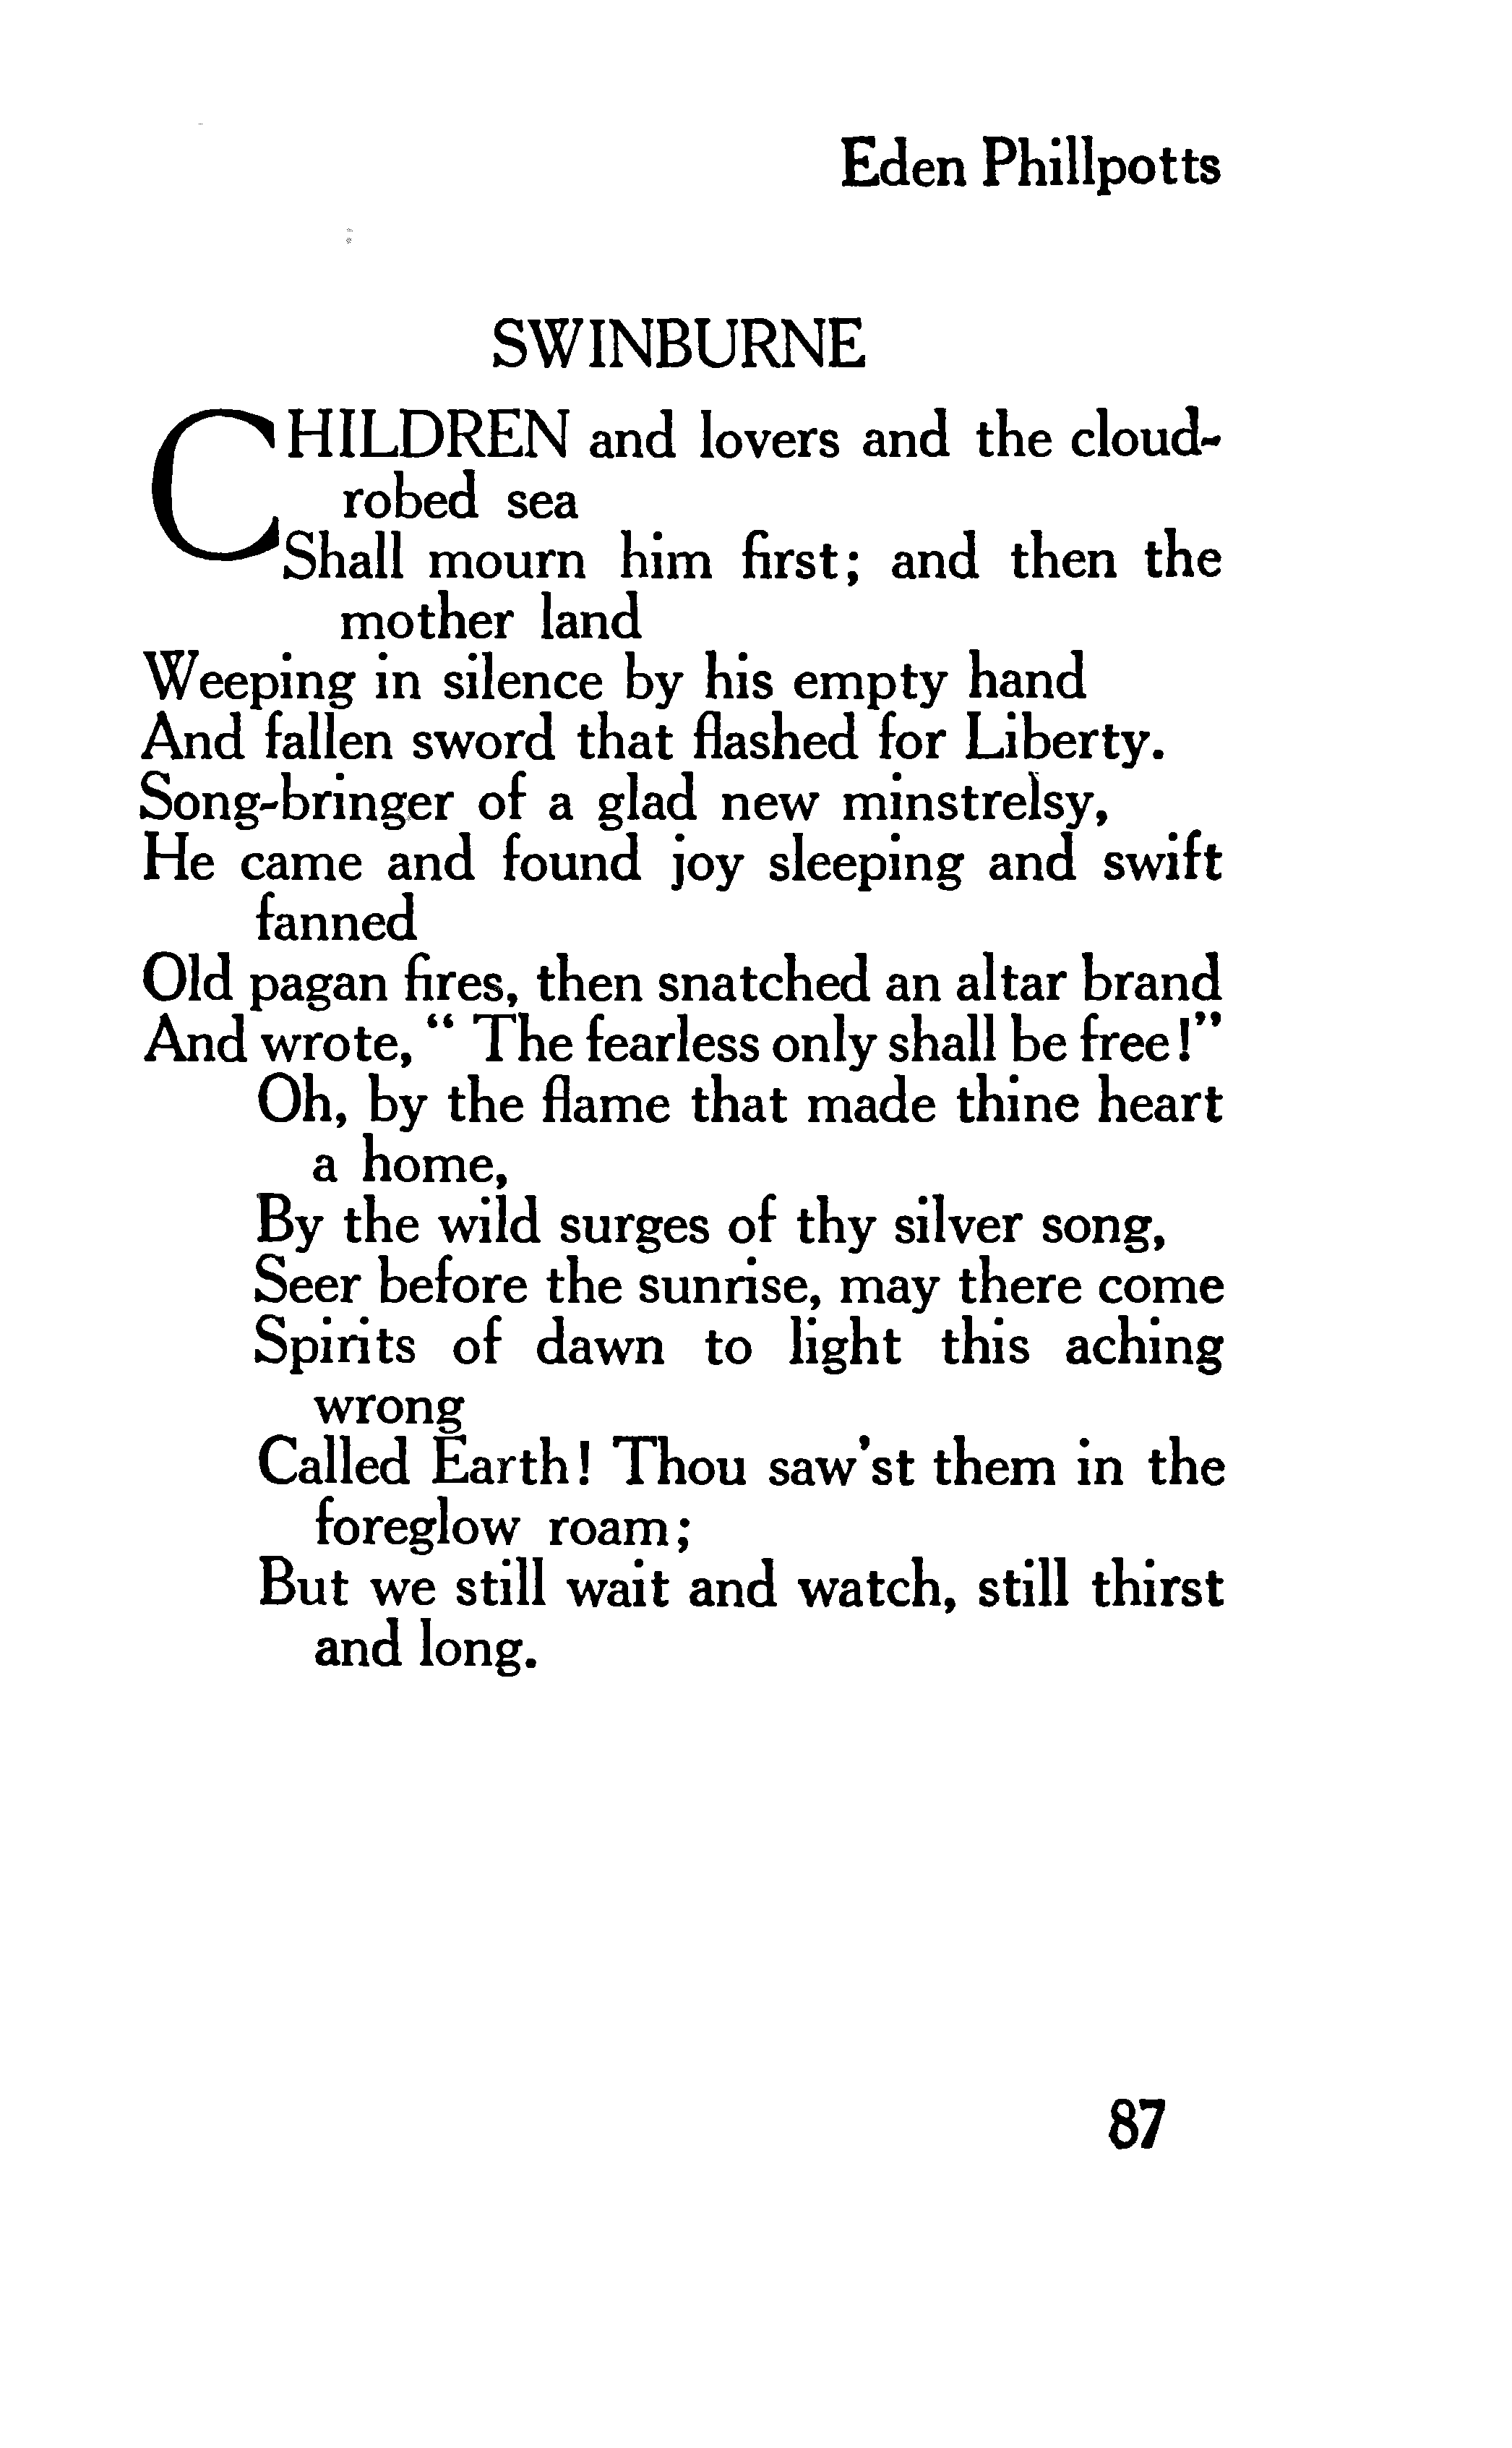 Eden Phillpotts
SWINBURNE
CHILDREN and lovers and the cloud-
robed sea
Shall mourn him first; and then the
mother land
Weeping in silence by his empty hand
And fallen sword that flashed for Liberty.
Song-bringer of a glad new minstrelsy,
He came and found joy sleeping and swift
fanned
Old pagan fires, then snatched an altar brand
And wrote, “ The fearless only shall be free!”
Oh, by the flame that made thine heart
a home,
By the wild surges of thy silver song,
Seer before the sunrise, may there come
Spirits of dawn to light this aching
wrong
Called Earth! Thou saw'st them in the
foreglow roam;
But we still wait and watch, still thirst
and long.
87